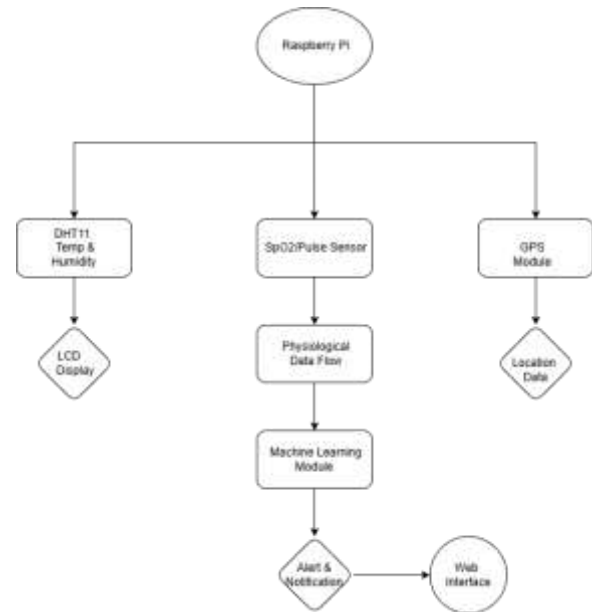 Raspberry Pi
DHT11
Temp &
Humidity
SpO2/Pulse Sensor
GPS
Module
LCD
Display
Physiological
Data Flow
Location
Data
Machine Learning
Module
Alert &
Notification
Web
Interface